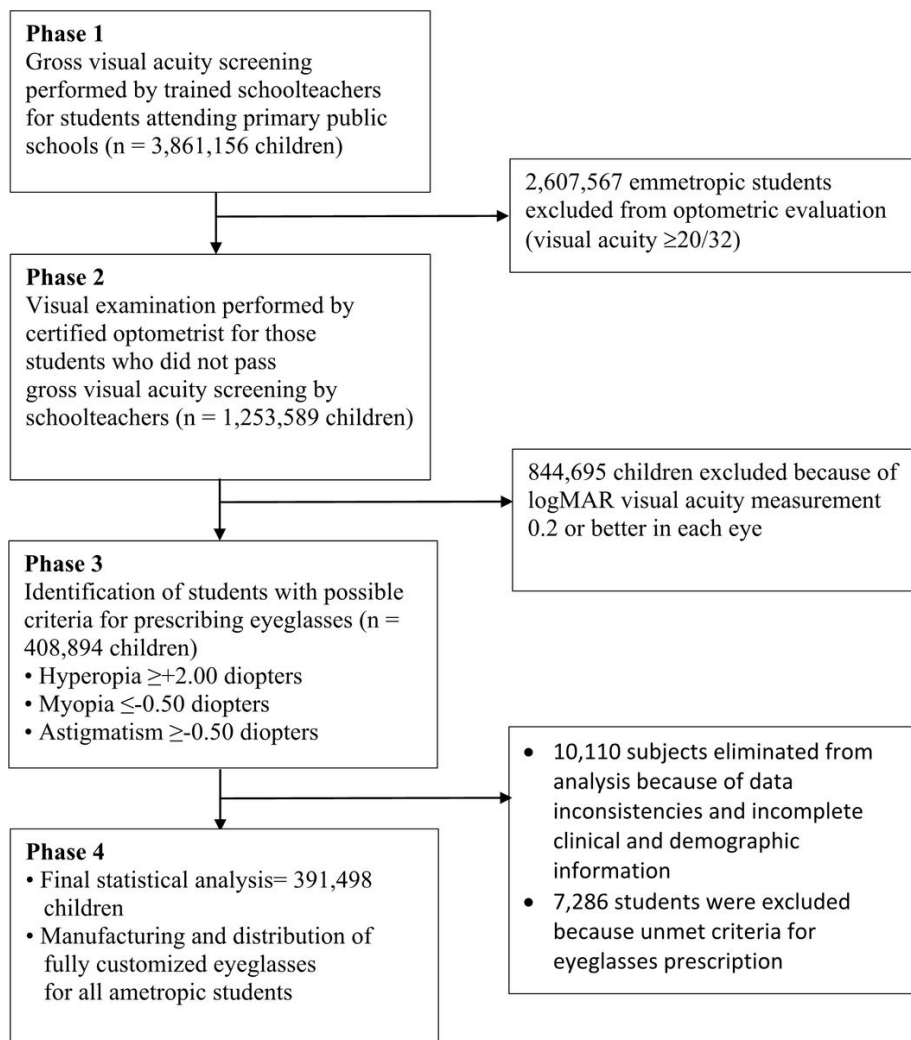 Phase 1
Gross visual acuity screening
performed by trained schoolteachers
for students attending primary public
schools (n = 3,861,156 children)
2,607,567 emmetropic students
excluded from optometric evaluation
(visual acuity ≥20/32)
Phase 2
Visual examination performed by
certified optometrist for those
students who did not pass
gross visual acuity screening by
schoolteachers (n = 1,253,589 children)
844,695 children excluded because of
logMAR visual acuity measurement
0.2 or better in each eye
Phase 3
Identification of students with possible
criteria for prescribing eyeglasses (n =
408,894 children)
• Hyperopia ≥+2.00 diopters
• Myopia ≤-0.50 diopters
• Astigmatism ≥-0.50 diopters
• 10,110 subjects eliminated from
analysis because of data
inconsistencies and incomplete
clinical and demographic
information
• 7,286 students were excluded
because unmet criteria for
eyeglasses prescription
Phase 4
• Final statistical analysis= 391,498
children
• Manufacturing and distribution of
fully customized eyeglasses
for all ametropic students